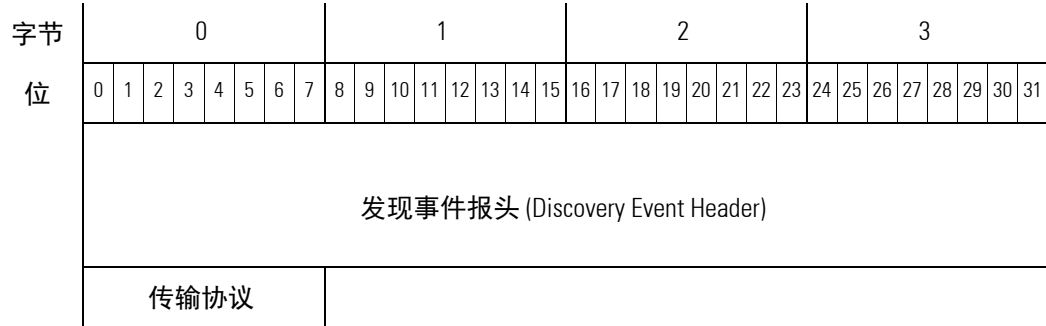 字节 0 1 2 3
位 0 1 2 3 4 5 6 7 8 9 10 11 12 13 14 15 16 17 18 19 20 21 22 23 24 25 26 27 28 29 30 31
发现事件报头 (Discovery Event Header)
传输协议